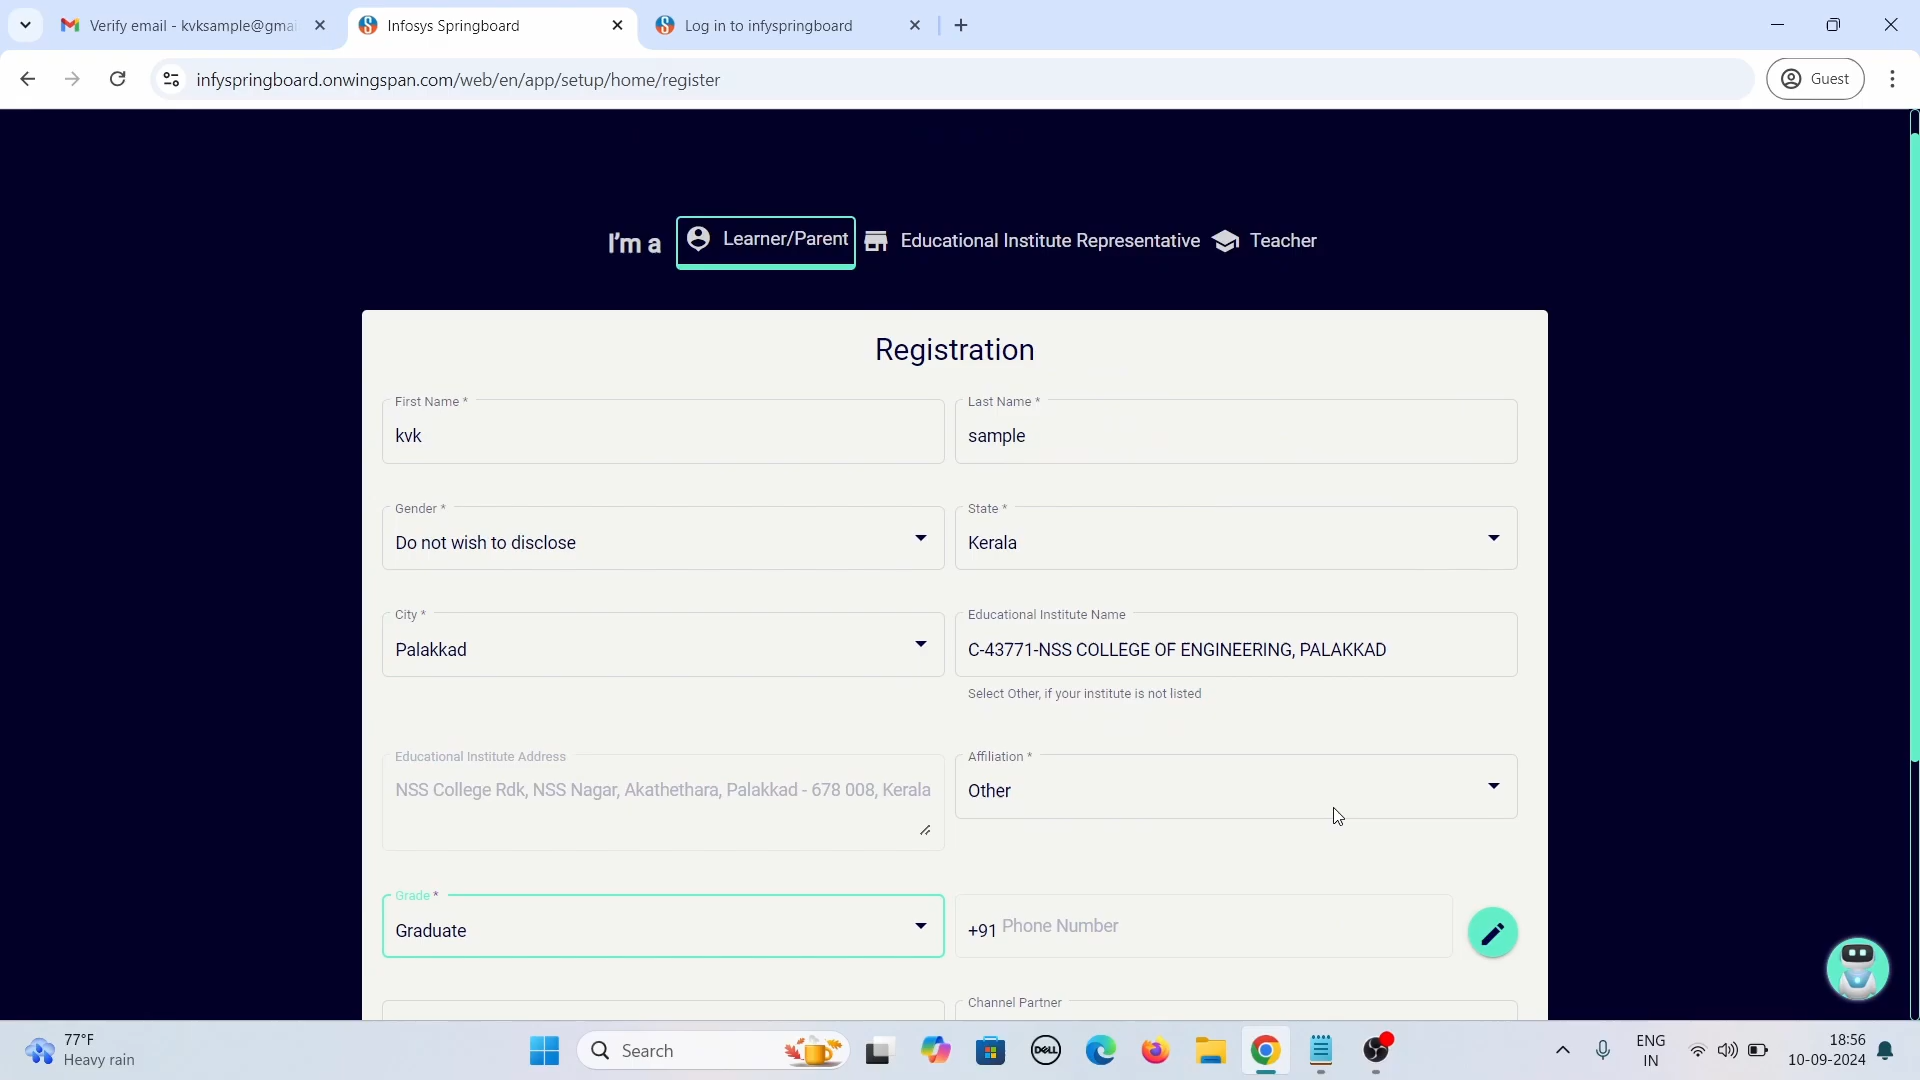 Verify email - kvksample@gmai
Infosys Springboard
Log in to infyspringboard
infyspringboard.onwingspan.com/web/en/app/setup/home/register
Guest
I'm a
Learner/Parent
Educational Institute Representative
Teacher
Registration
First Name *
kvk
Last Name *
sample
Gender *
Do not wish to disclose
State *
Kerala
City *
Palakkad
Educational Institute Name
C-43771-NSS COLLEGE OF ENGINEERING, PALAKKAD
Select Other, if your institute is not listed
Educational Institute Address
NSS College Rdk, NSS Nagar, Akathethara, Palakkad - 678 008, Kerala
Affiliation *
Other
Grade *
Graduate
+91 Phone Number
Channel Partner
77°F
Heavy rain
Search
DELL
ENG
IN
18:56
10-09-2024